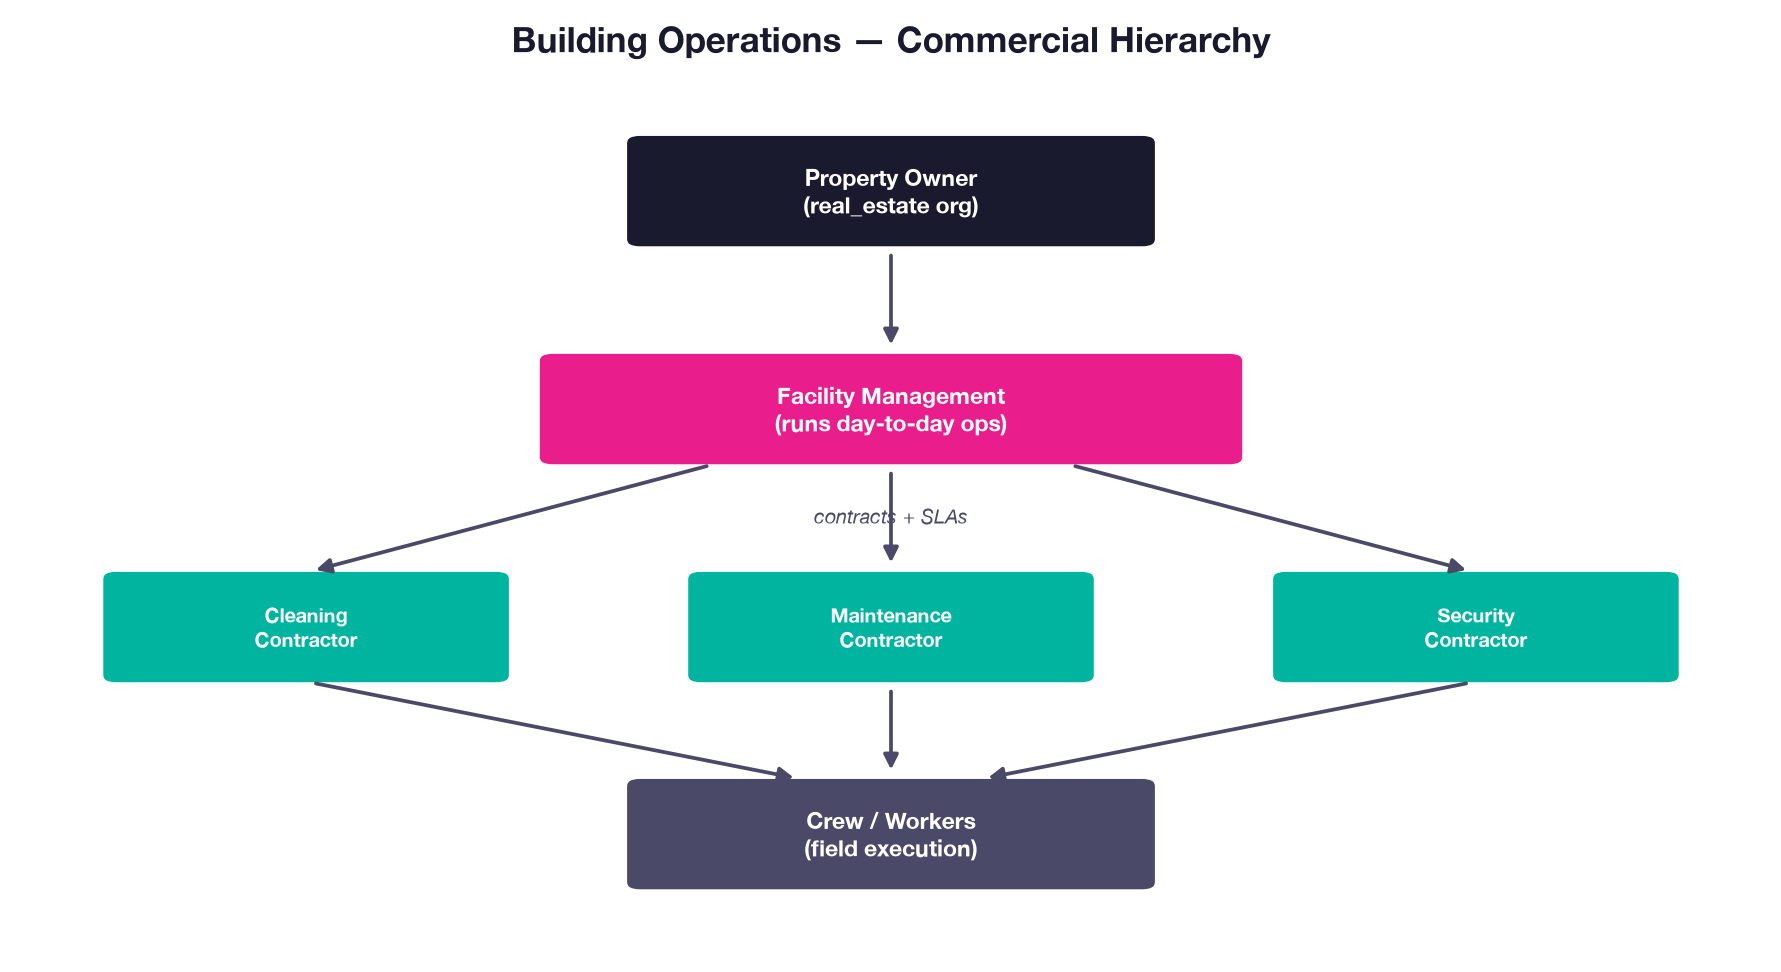 Building Operations — Commercial Hierarchy
Property Owner
(real_estate org)
Facility Management
(runs day-to-day ops)
contracts + SLAs
Cleaning
Contractor
Maintenance
Contractor
Security
Contractor
Crew / Workers
(field execution)